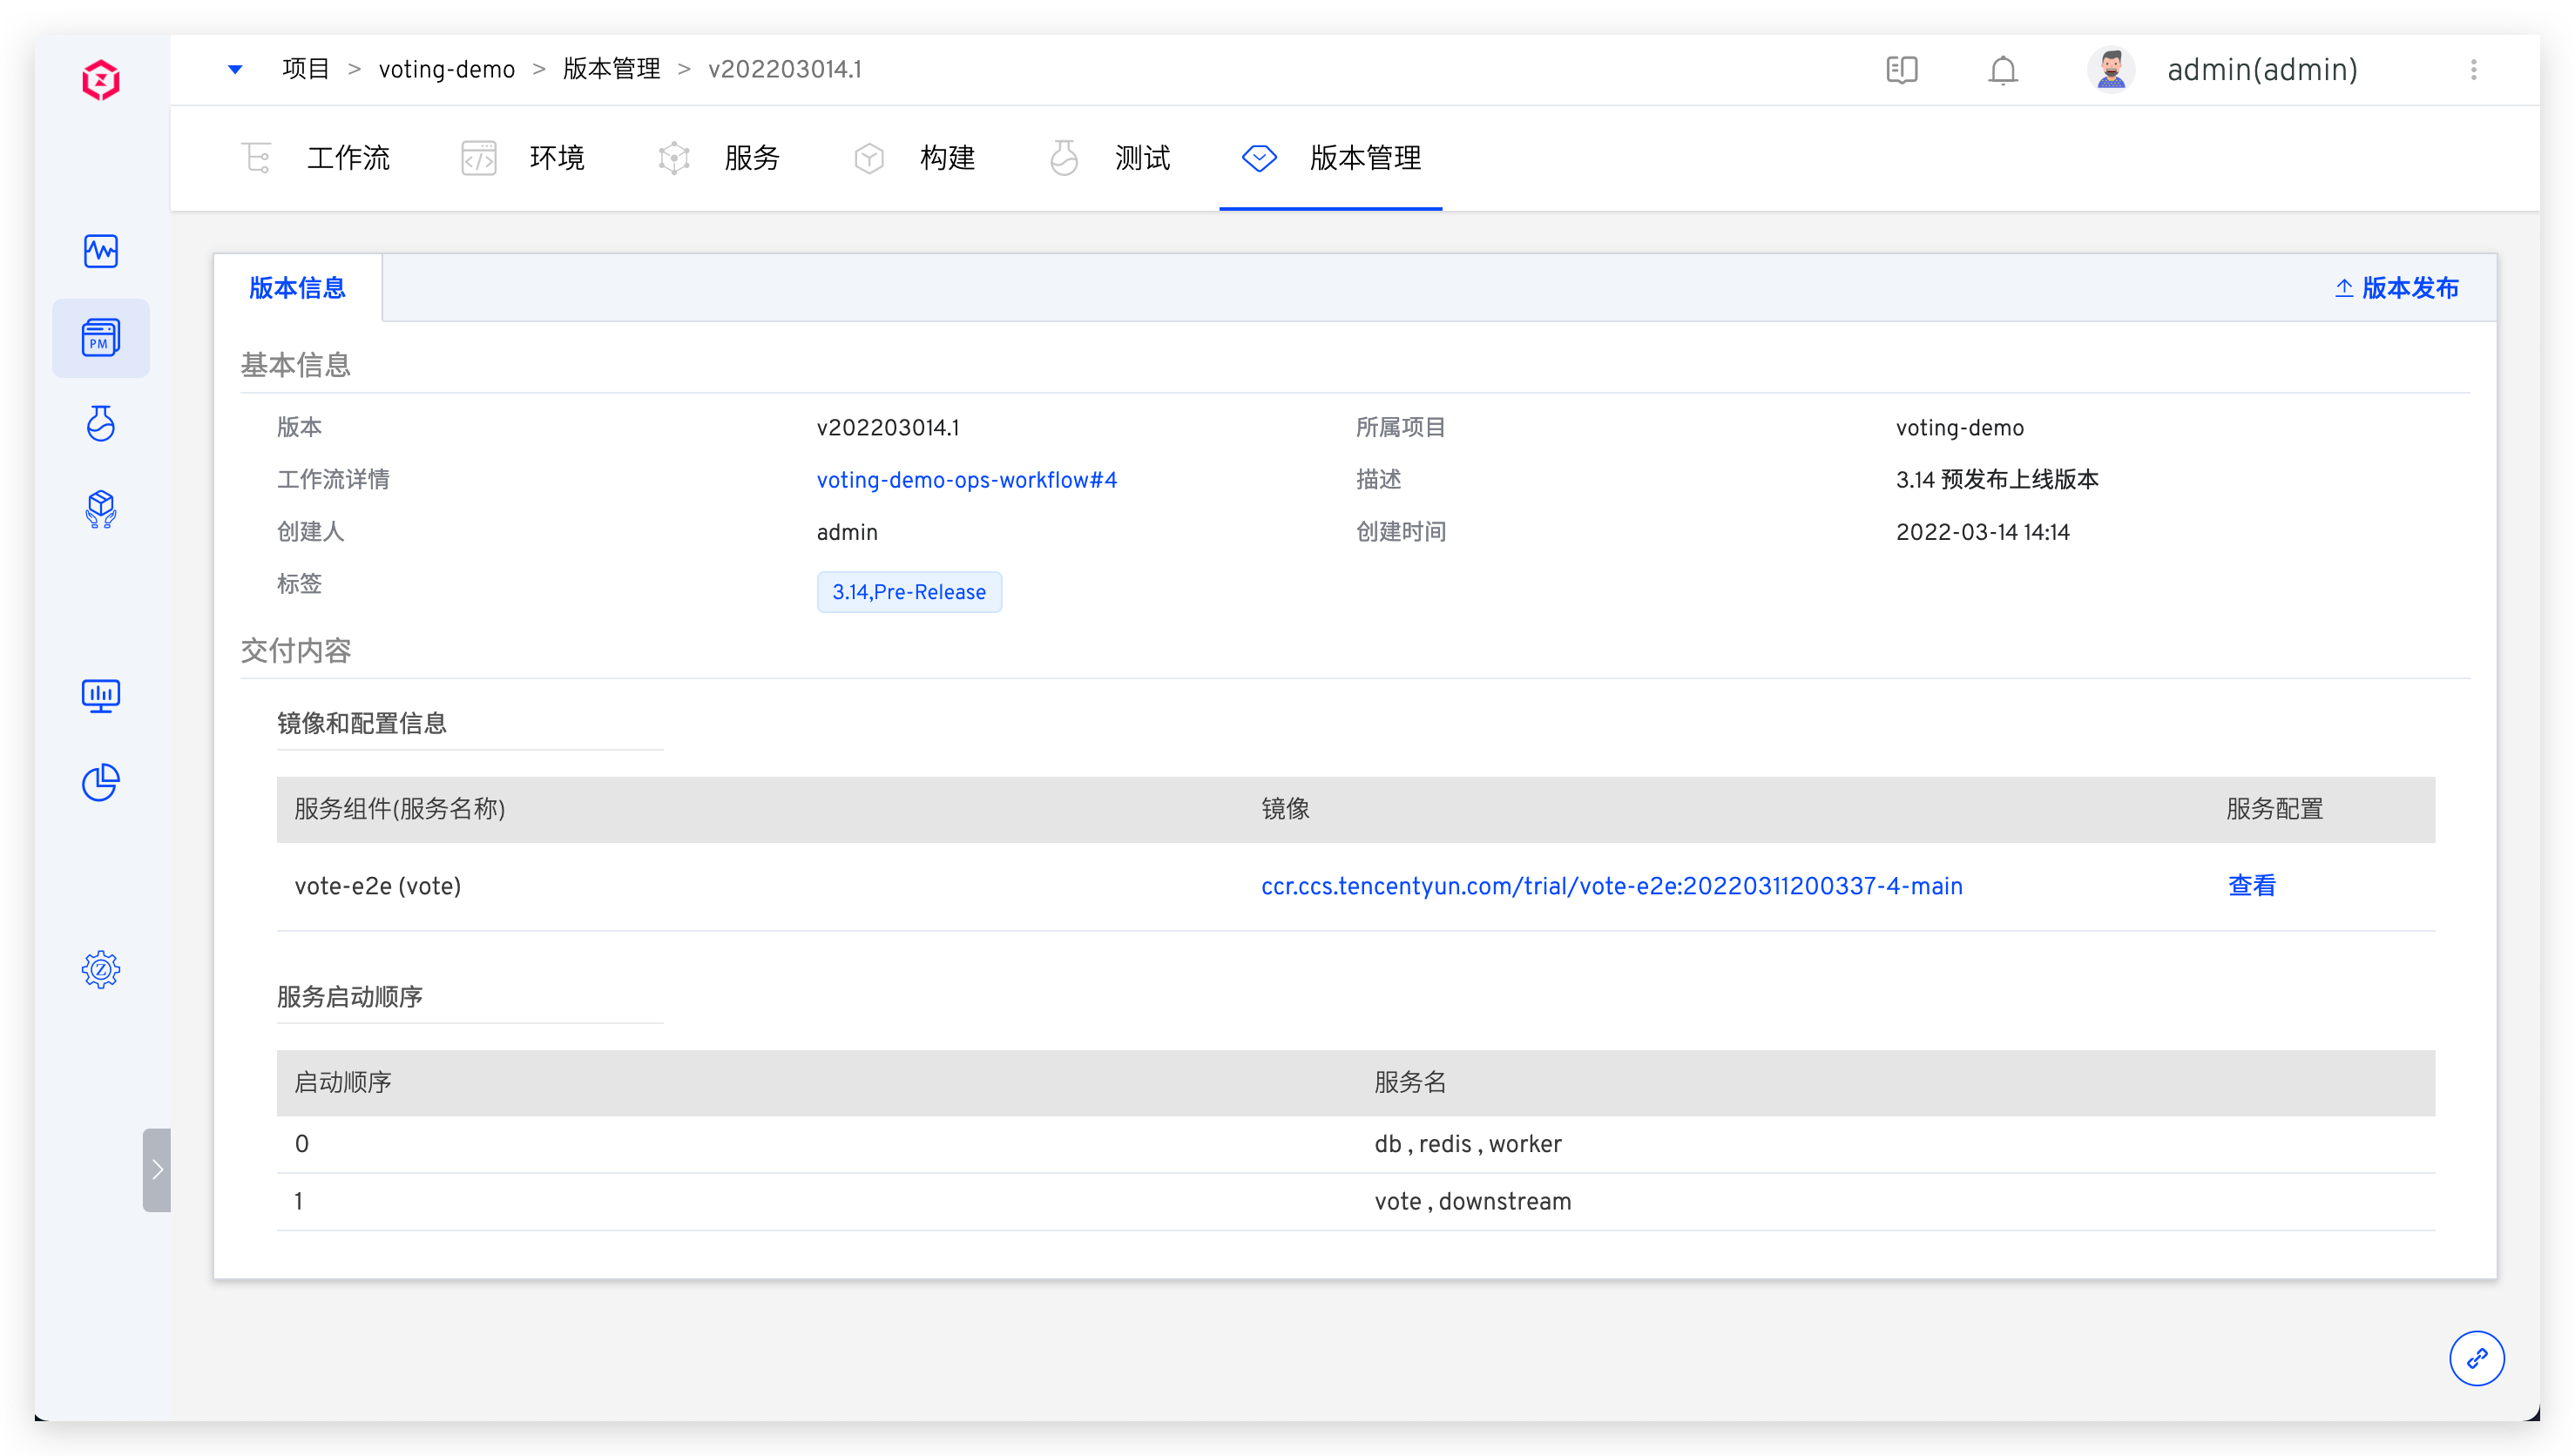 项目 > voting-demo > 版本管理 > v202203014.1
admin(admin)
工作流 环境 服务 构建 测试 版本管理
PM
版本信息
版本发布
基本信息
版本 v202203014.1 所属项目 voting-demo
工作流详情 voting-demo-ops-workflow#4 描述 3.14 预发布上线版本
创建人 admin 创建时间 2022-03-14 14:14
标签 3.14,Pre-Release
交付内容
镜像和配置信息
服务组件(服务名称) 镜像 服务配置
vote-e2e (vote) ccr.ccs.tencentyun.com/trial/vote-e2e:20220311200337-4-main 查看
服务启动顺序
启动顺序 服务名
0 db , redis , worker
1 vote , downstream